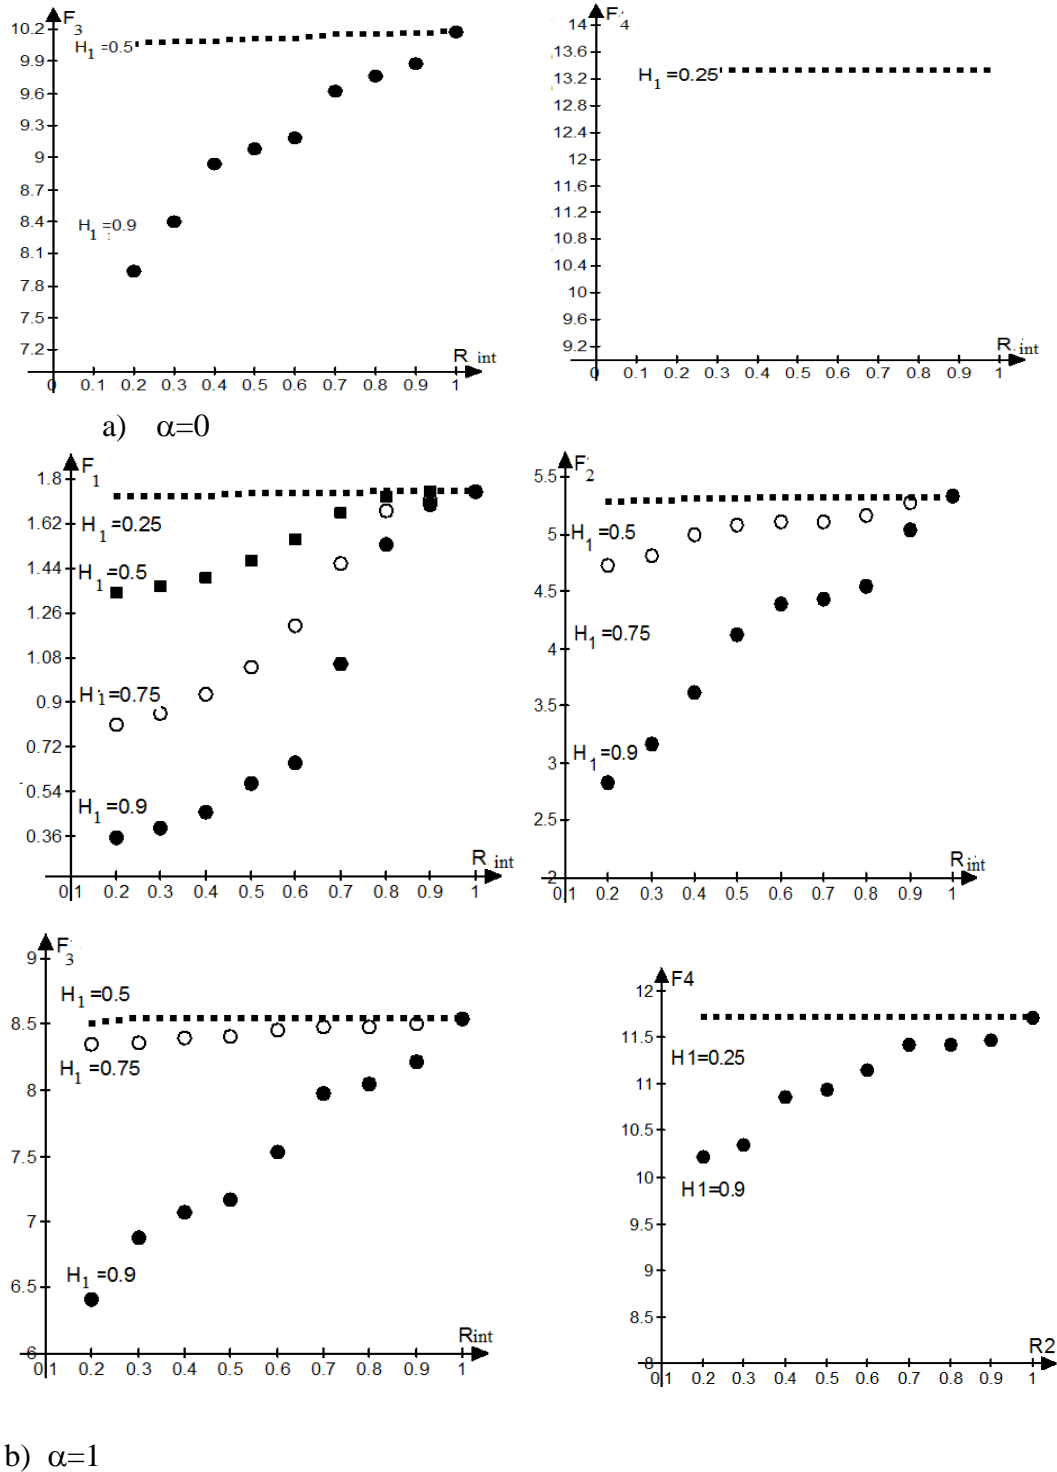 F3
10.2
H1=0.5
9.9
9.6
9.3
9
8.7
8.4
H1=0.9
8.1
7.8
7.5
7.2
R int
0 0.1 0.2 0.3 0.4 0.5 0.6 0.7 0.8 0.9 1
F4
14
13.6
13.2
H1=0.25
12.8
12.4
12
11.6
11.2
10.8
10.4
10
9.6
9.2
R int
0 0.1 0.2 0.3 0.4 0.5 0.6 0.7 0.8 0.9 1
a) α=0
F1
1.8
1.62
H1=0.25
1.44
H1=0.5
1.26
1.08
0.9
H1=0.75
0.72
0.54
H1=0.9
0.36
R int
0.1 0.2 0.3 0.4 0.5 0.6 0.7 0.8 0.9 1
F2
5.5
5
H1=0.5
4.5
H1=0.75
4
3.5
3
H1=0.9
2.5
2
R int
0.1 0.2 0.3 0.4 0.5 0.6 0.7 0.8 0.9 1
F3
9
H1=0.5
8.5
H1=0.75
8
7.5
7
6.5
H1=0.9
6
Rint
0.1 0.2 0.3 0.4 0.5 0.6 0.7 0.8 0.9 1
F4
12
11.5
H1=0.25
11
10.5
10
H1=0.9
9.5
9
8.5
8
R2
0.1 0.2 0.3 0.4 0.5 0.6 0.7 0.8 0.9 1
b) α=1